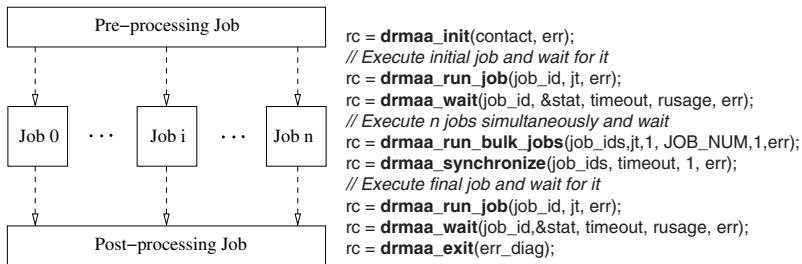 Pre-processing Job
Job 0 ... Job i ... Job n
Post-processing Job
rc = drmaa_init(contact, err);
// Execute initial job and wait for it
rc = drmaa_run_job(job_id, jt, err);
rc = drmaa_wait(job_id, &stat, timeout, rusage, err);
// Execute n jobs simultaneously and wait
rc = drmaa_run_bulk_jobs(job_ids,jt,1, JOB_NUM,1,err);
rc = drmaa_synchronize(job_ids, timeout, 1, err);
// Execute final job and wait for it
rc = drmaa_run_job(job_id, jt, err);
rc = drmaa_wait(job_id,&stat, timeout, rusage, err);
rc = drmaa_exit(err_diag);